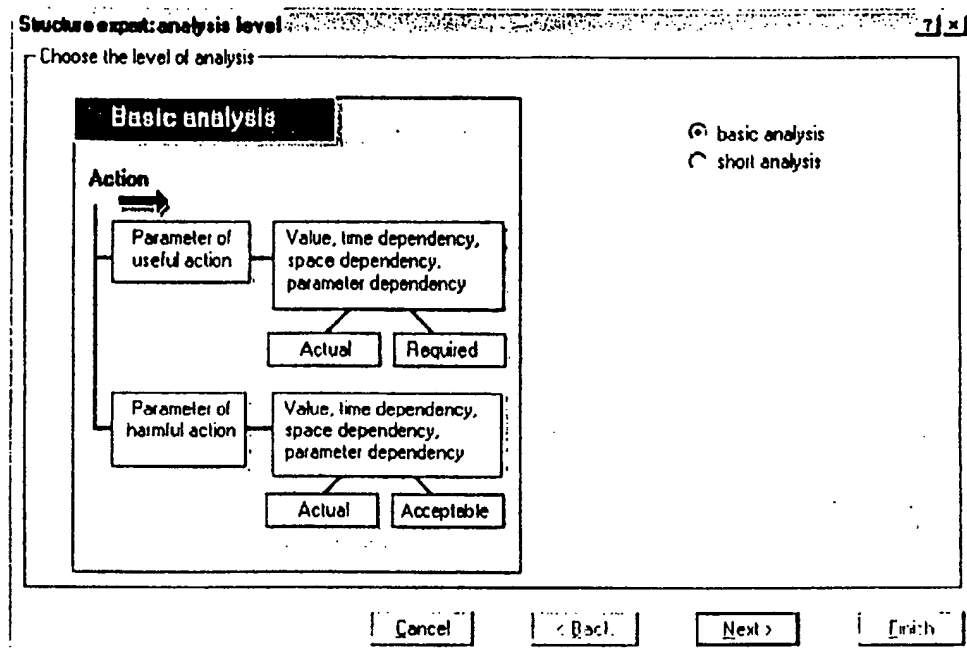 Structure expert: analysis level ? ×
Choose the level of analysis
Basic analysis
basic analysis
short analysis
Action
Parameter of
useful action
Value, time dependency,
space dependency,
parameter dependency
Actual
Required
Parameter of
harmful action
Value, time dependency,
space dependency,
parameter dependency
Actual
Acceptable
Cancel
< Back
Next >
Finish